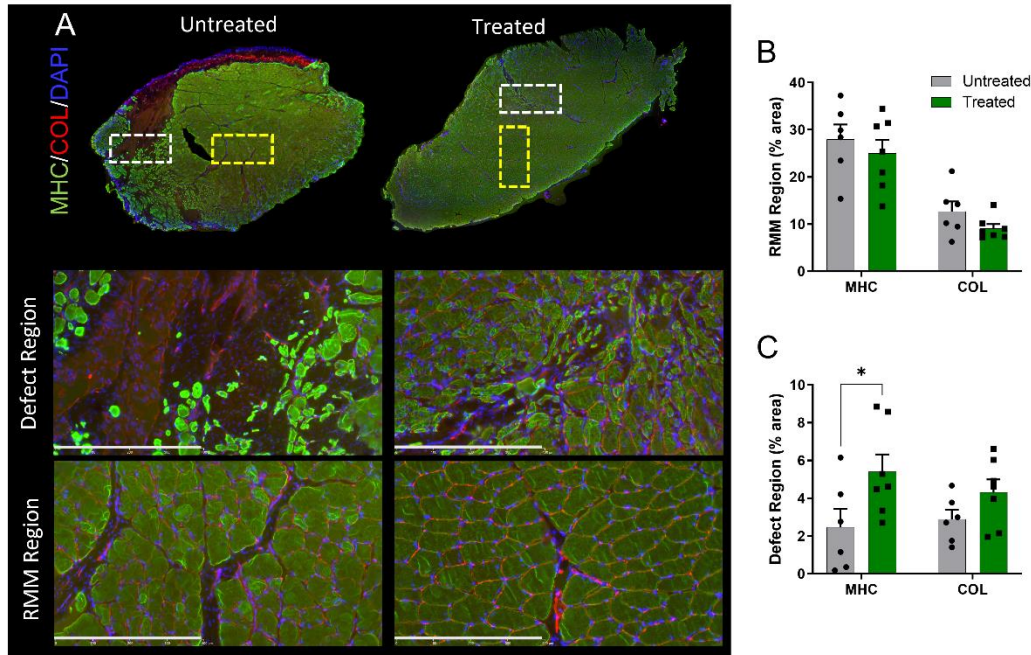 A
Untreated
Treated
MHC/COL/DAPI
Defect Region
RMM Region
B
Untreated
Treated
RMM Region (% area)
40
30
20
10
0
MHC
COL
C
*
Defect Region (% area)
10
8
6
4
2
0
MHC
COL